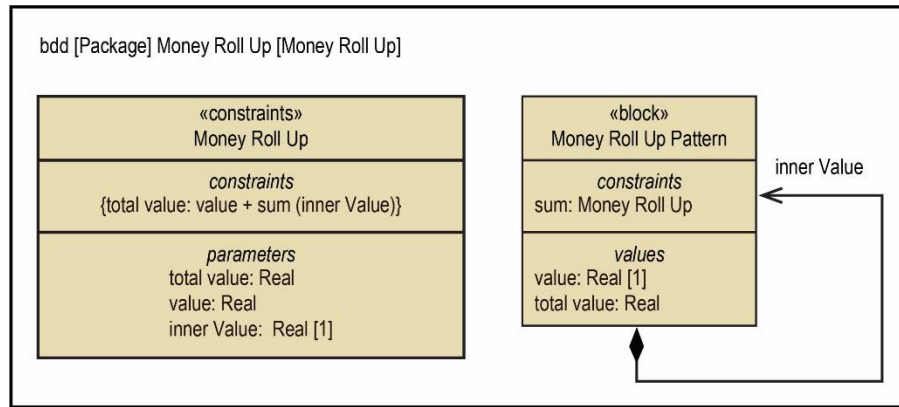 bdd [Package] Money Roll Up [Money Roll Up]
«constraints»
Money Roll Up
constraints
{total value: value + sum (inner Value)}
parameters
total value: Real
value: Real
inner Value:  Real [1]
«block»
Money Roll Up Pattern
constraints
sum: Money Roll Up
values
value: Real [1]
total value: Real
inner Value